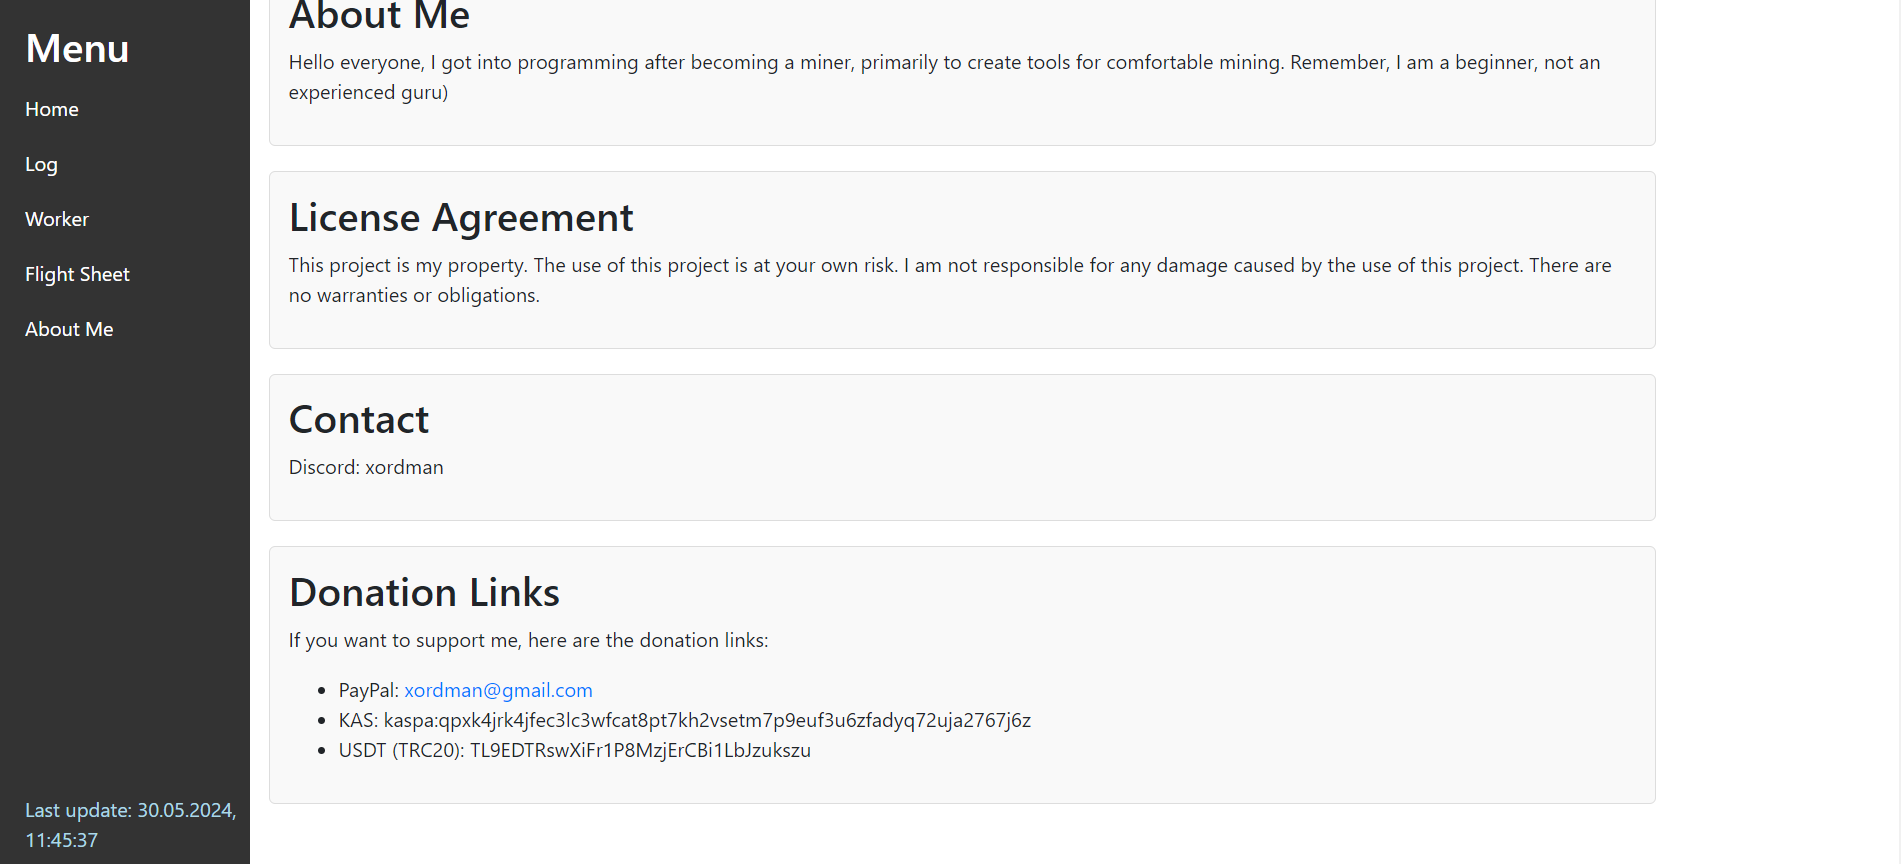 Menu
Home
Log
Worker
Flight Sheet
About Me
Last update: 30.05.2024,
11:45:37
About Me
Hello everyone, I got into programming after becoming a miner, primarily to create tools for comfortable mining. Remember, I am a beginner, not an
experienced guru)
License Agreement
This project is my property. The use of this project is at your own risk. I am not responsible for any damage caused by the use of this project. There are
no warranties or obligations.
Contact
Discord: xordman
Donation Links
If you want to support me, here are the donation links:
• PayPal: xordman@gmail.com
• KAS: kaspa:qpxk4jrk4jfec3lc3wfcat8pt7kh2vsetm7p9euf3u6zfadyq72uja2767j6z
• USDT (TRC20): TL9EDTRswXiFr1P8MzjErCBi1LbJzukszu